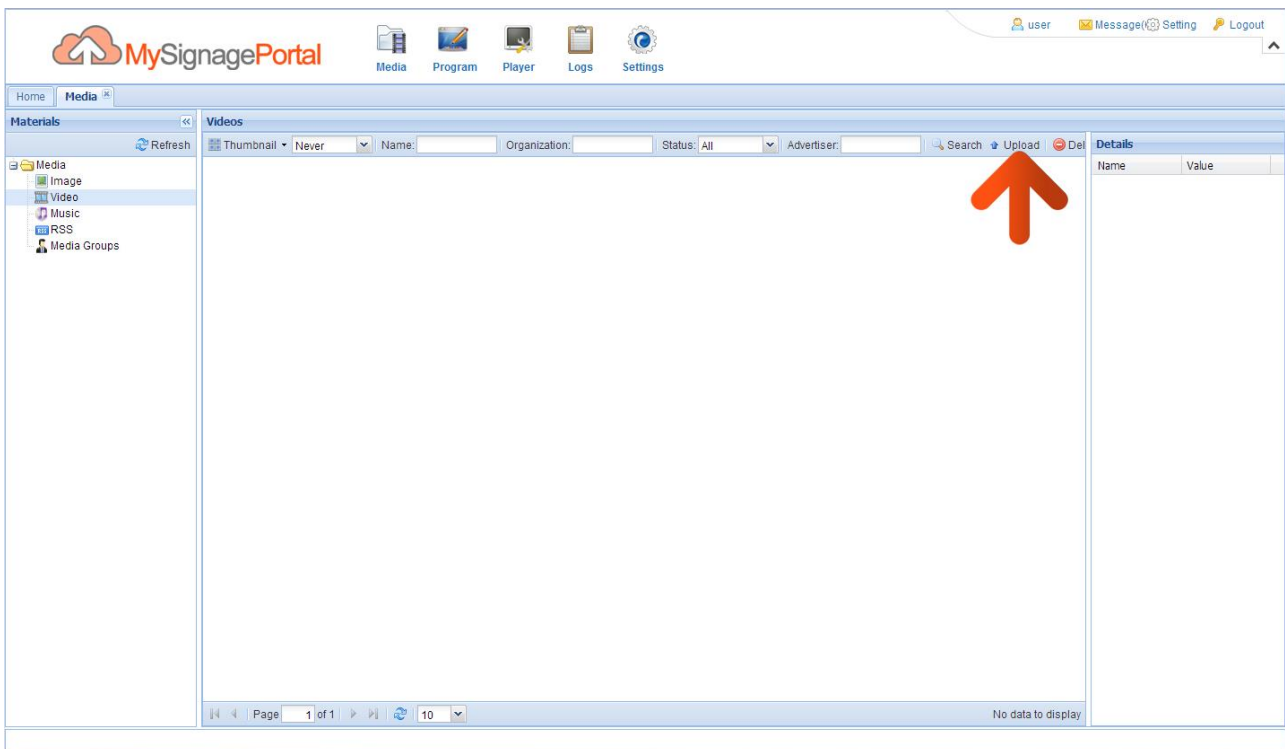 user Message( Setting Logout
MySignagePortal
Media Program Player Logs Settings
Home Media
Materials
Refresh
Media
Image
Video
Music
RSS
Media Groups
Videos
Thumbnail Never Name: Organization: Status: All Advertiser: Search Upload Del
Page 1 of 1 10 No data to display
Details
Name Value